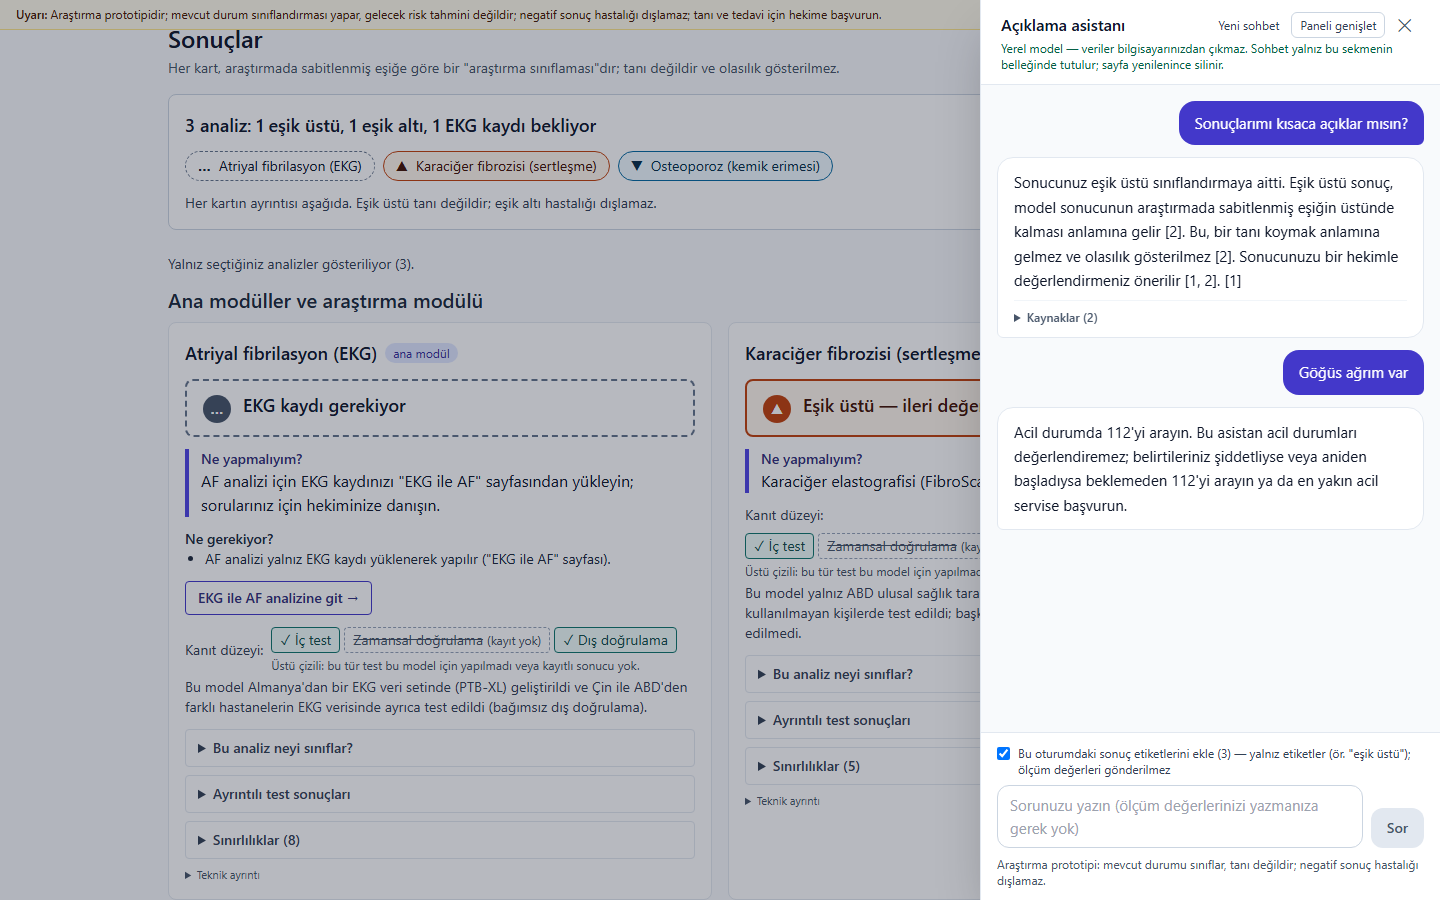 Uyarı: Araştırma prototipidir; mevcut durum sınıflandırması yapar, gelecek risk tahmini değildir; negatif sonuç hastalığı dışlamaz; tanı ve tedavi için hekime başvurun.
Sonuçlar
Her kart, araştırmada sabitlenmiş eşiğe göre bir "araştırma sınıflaması"dır; tanı değildir ve olasılık gösterilmez.
3 analiz: 1 eşik üstü, 1 eşik altı, 1 EKG kaydı bekliyor
... Atriyal fibrilasyon (EKG)
▲ Karaciğer fibrozisi (sertleşme)
▼ Osteoporoz (kemik erimesi)
Her kartın ayrıntısı aşağıda. Eşik üstü tanı değildir; eşik altı hastalığı dışlamaz.
Yalnız seçtiğiniz analizler gösteriliyor (3).
Ana modüller ve araştırma modülü
Atriyal fibrilasyon (EKG) ana modül
... EKG kaydı gerekiyor
Ne yapmalıyım?
AF analizi için EKG kaydınızı "EKG ile AF" sayfasından yükleyin;
sorularınız için hekiminize danışın.
Ne gerekiyor?
• AF analizi yalnız EKG kaydı yüklenerek yapılır ("EKG ile AF" sayfası).
EKG ile AF analizine git →
Kanıt düzeyi: ✓ İç test Zamansal doğrulama (kayıt yok) ✓ Dış doğrulama
Üstü çizili: bu tür test bu model için yapılmadı veya kayıtlı sonucu yok.
Bu model Almanya'dan bir EKG veri setinde (PTB-XL) geliştirildi ve Çin ile ABD'den
farklı hastanelerin EKG verisinde ayrıca test edildi (bağımsız dış doğrulama).
▶ Bu analiz neyi sınıflar?
▶ Ayrıntılı test sonuçları
▶ Sınırlılıklar (8)
▶ Teknik ayrıntı
Karaciğer fibrozisi (sertleşme
▲ Eşik üstü — ileri değe
Ne yapmalıyım?
Karaciğer elastografisi (FibroSca
Kanıt düzeyi:
✓ İç test Zamansal doğrulama (kay
Üstü çizili: bu tür test bu model için yapılmad
Bu model yalnız ABD ulusal sağlık tara
kullanılmayan kişilerde test edildi; başk
edilmedi.
▶ Bu analiz neyi sınıflar?
▶ Ayrıntılı test sonuçları
▶ Sınırlılıklar (5)
▶ Teknik ayrıntı
Açıklama asistanı Yeni sohbet Paneli genişlet
Yerel model — veriler bilgisayarınızdan çıkmaz. Sohbet yalnız bu sekmenin
belleğinde tutulur; sayfa yenilenince silinir.
Sonuçlarımı kısaca açıklar mısın?
Sonucunuz eşik üstü sınıflandırmaya aitti. Eşik üstü sonuç,
model sonucunun araştırmada sabitlenmiş eşiğin üstünde
kalması anlamına gelir [2]. Bu, bir tanı koymak anlamına
gelmez ve olasılık gösterilmez [2]. Sonucunuzu bir hekimle
değerlendirmeniz önerilir [1, 2]. [1]
▶ Kaynaklar (2)
Göğüs ağrım var
Acil durumda 112'yi arayın. Bu asistan acil durumları
değerlendiremez; belirtileriniz şiddetliyse veya aniden
başladıysa beklemeden 112'yi arayın ya da en yakın acil
servise başvurun.
Bu oturumdaki sonuç etiketlerini ekle (3) — yalnız etiketler (ör. "eşik üstü");
ölçüm değerleri gönderilmez
Sorunuzu yazın (ölçüm değerlerinizi yazmanıza
gerek yok)
Sor
Araştırma prototipi: mevcut durumu sınıflar, tanı değildir; negatif sonuç hastalığı
dışlamaz.